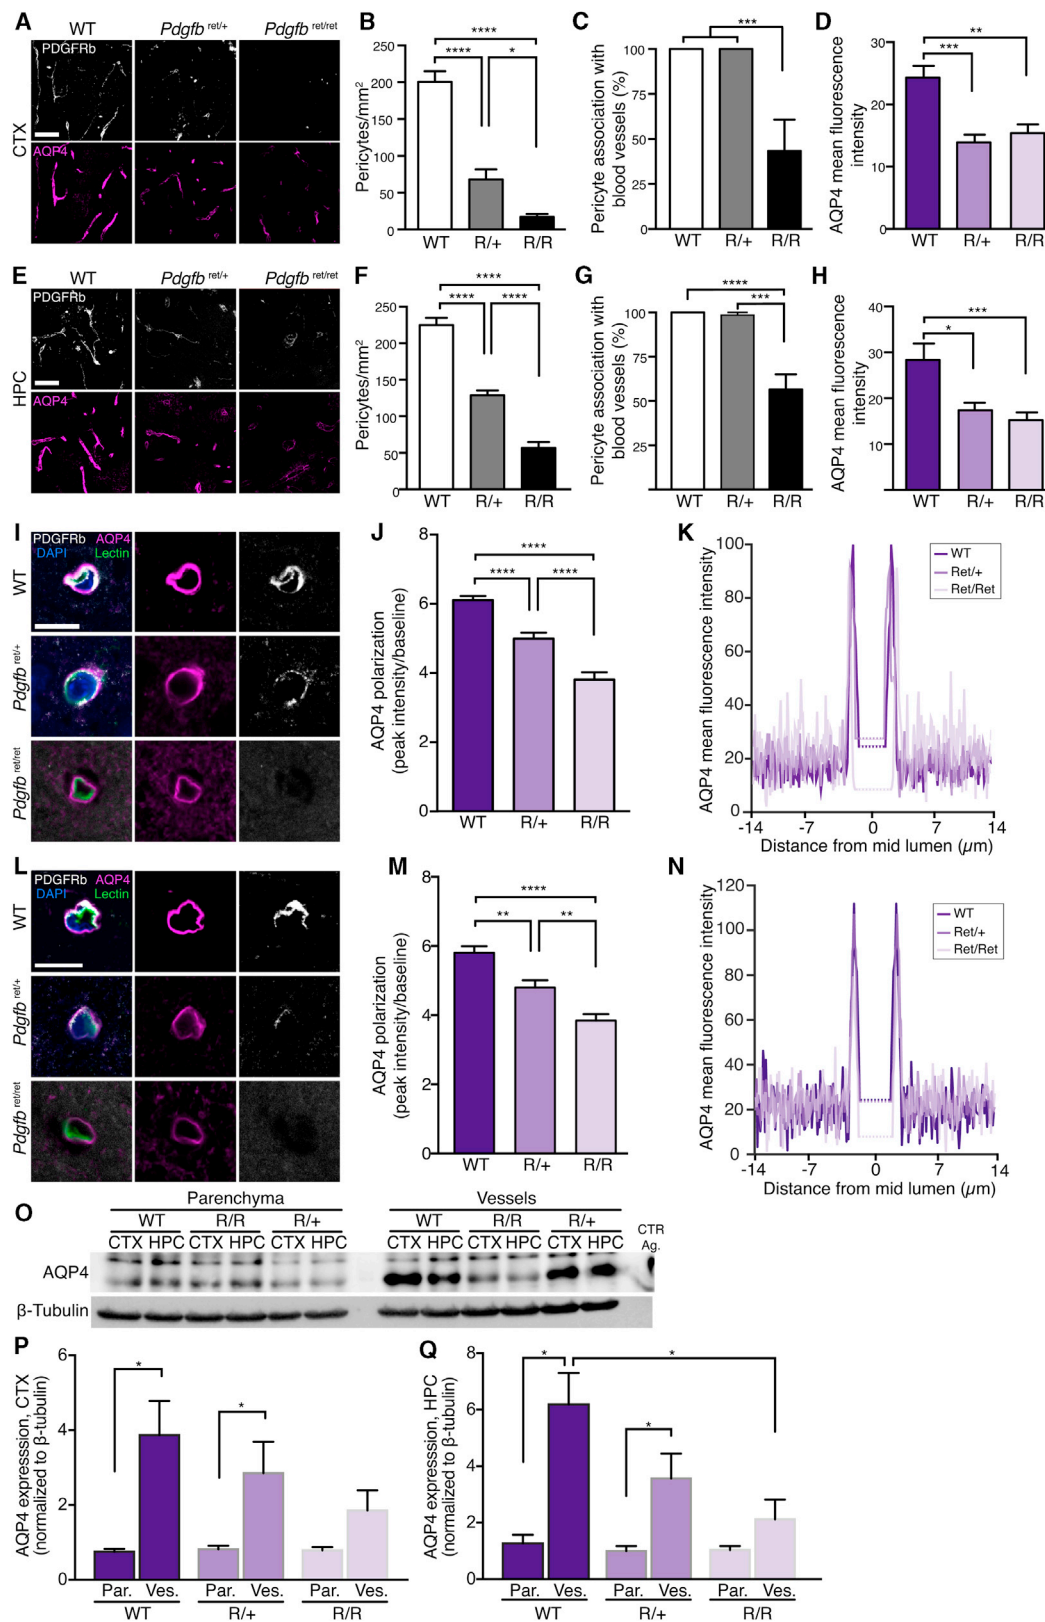 A
WT
Pdgfb ret/+
Pdgfb ret/ret
PDGFRb
AQP4
CTX
B
Pericytes/mm2
250
200
150
100
50
0
****
****
*
WT
R/+
R/R
C
Pericyte association with
blood vessels (%)
100
75
50
25
0
***
WT
R/+
R/R
D
AQP4 mean fluorescence
intensity
30
20
10
0
**
***
WT
R/+
R/R
E
WT
Pdgfb ret/+
Pdgfb ret/ret
PDGFRb
AQP4
HPC
F
Pericytes/mm2
250
200
150
100
50
0
****
****
****
WT
R/+
R/R
G
Pericyte association with
blood vessels (%)
100
75
50
25
****
***
WT
R/+
R/R
H
AQP4 mean fluorescence
intensity
40
30
20
10
***
*
WT
R/+
R/R
I
PDGFRb AQP4
DAPI Lectin
WT
Pdgfb ret/+
Pdgfb ret/ret
J
AQP4 polarization
(peak intensity/baseline)
8
6
4
2
0
****
****
****
WT
R/+
R/R
K
AQP4 mean fluorescence intensity
100
80
60
40
20
0
WT
Ret/+
Ret/Ret
-14
-7
0
7
14
Distance from mid lumen (μm)
L
PDGFRb AQP4
DAPI Lectin
WT
Pdgfb ret/+
Pdgfb ret/ret
M
AQP4 polarization
(peak intensity/baseline)
8
6
4
2
0
****
**
**
WT
R/+
R/R
N
AQP4 mean fluorescence intensity
120
100
80
60
40
20
0
WT
Ret/+
Ret/Ret
-14
-7
0
7
14
Distance from mid lumen (μm)
O
Parenchyma
Vessels
WT R/R R/+ WT R/R R/+
CTX HPC CTX HPC CTX HPC CTX HPC CTX HPC CTX HPC
CTR
Ag.
AQP4
β-Tubulin
P
AQP4 expresssion, CTX
(normalized to β-tubulin)
6
4
2
0
*
*
Par. Ves. Par. Ves. Par. Ves.
WT R/+ R/R
Q
AQP4 expression, HPC
(normalized to β-tubulin)
8
6
4
2
0
*
*
*
Par. Ves. Par. Ves. Par. Ves.
WT R/+ R/R